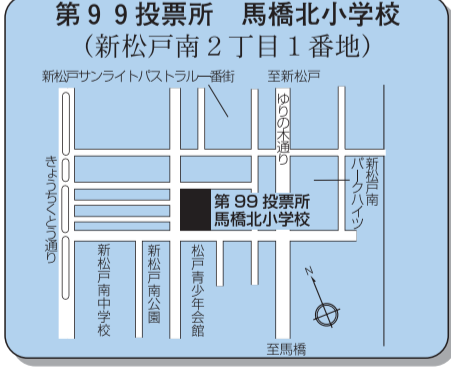 第９９投票所　馬橋北小学校
（新松戸南２丁目１番地）
新松戸サンライトパストラル一番街
至新松戸
ゆりの木通り
新松戸南
パークハイツ
きょうちくとう通り
第 99 投票所
馬橋北小学校
新松戸南中学校
新松戸南公園
松戸青少年会館
N
至馬橋